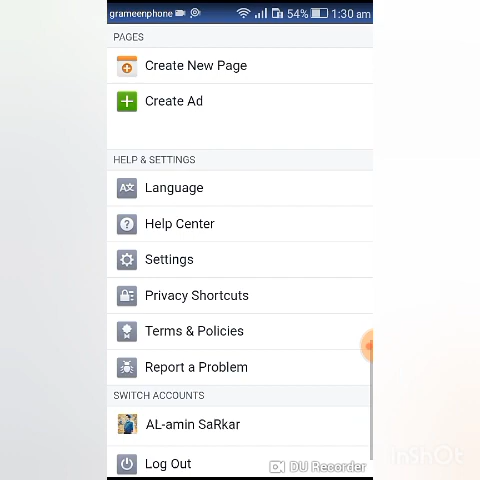 grameenphone 54% 1:30 am
PAGES
Create New Page
Create Ad
HELP & SETTINGS
Language
Help Center
Settings
Privacy Shortcuts
Terms & Policies
Report a Problem
SWITCH ACCOUNTS
AL-amin SaRkar
Log Out
DU Recorder
InShOt